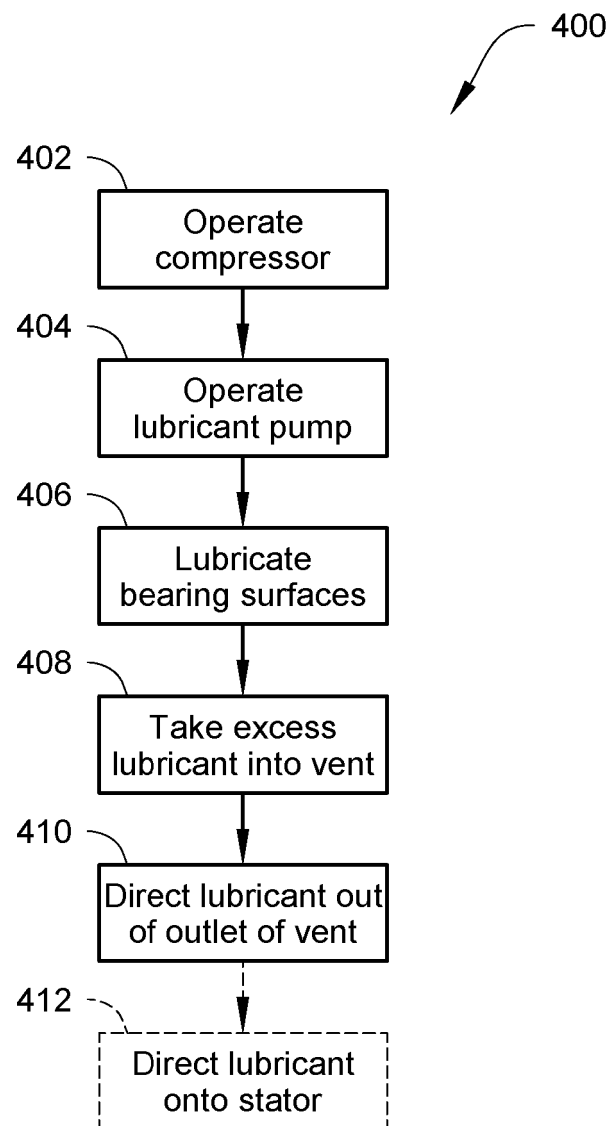 400
402
Operate
compressor
404
Operate
lubricant pump
406
Lubricate
bearing surfaces
408
Take excess
lubricant into vent
410
Direct lubricant out
of outlet of vent
412
Direct lubricant
onto stator